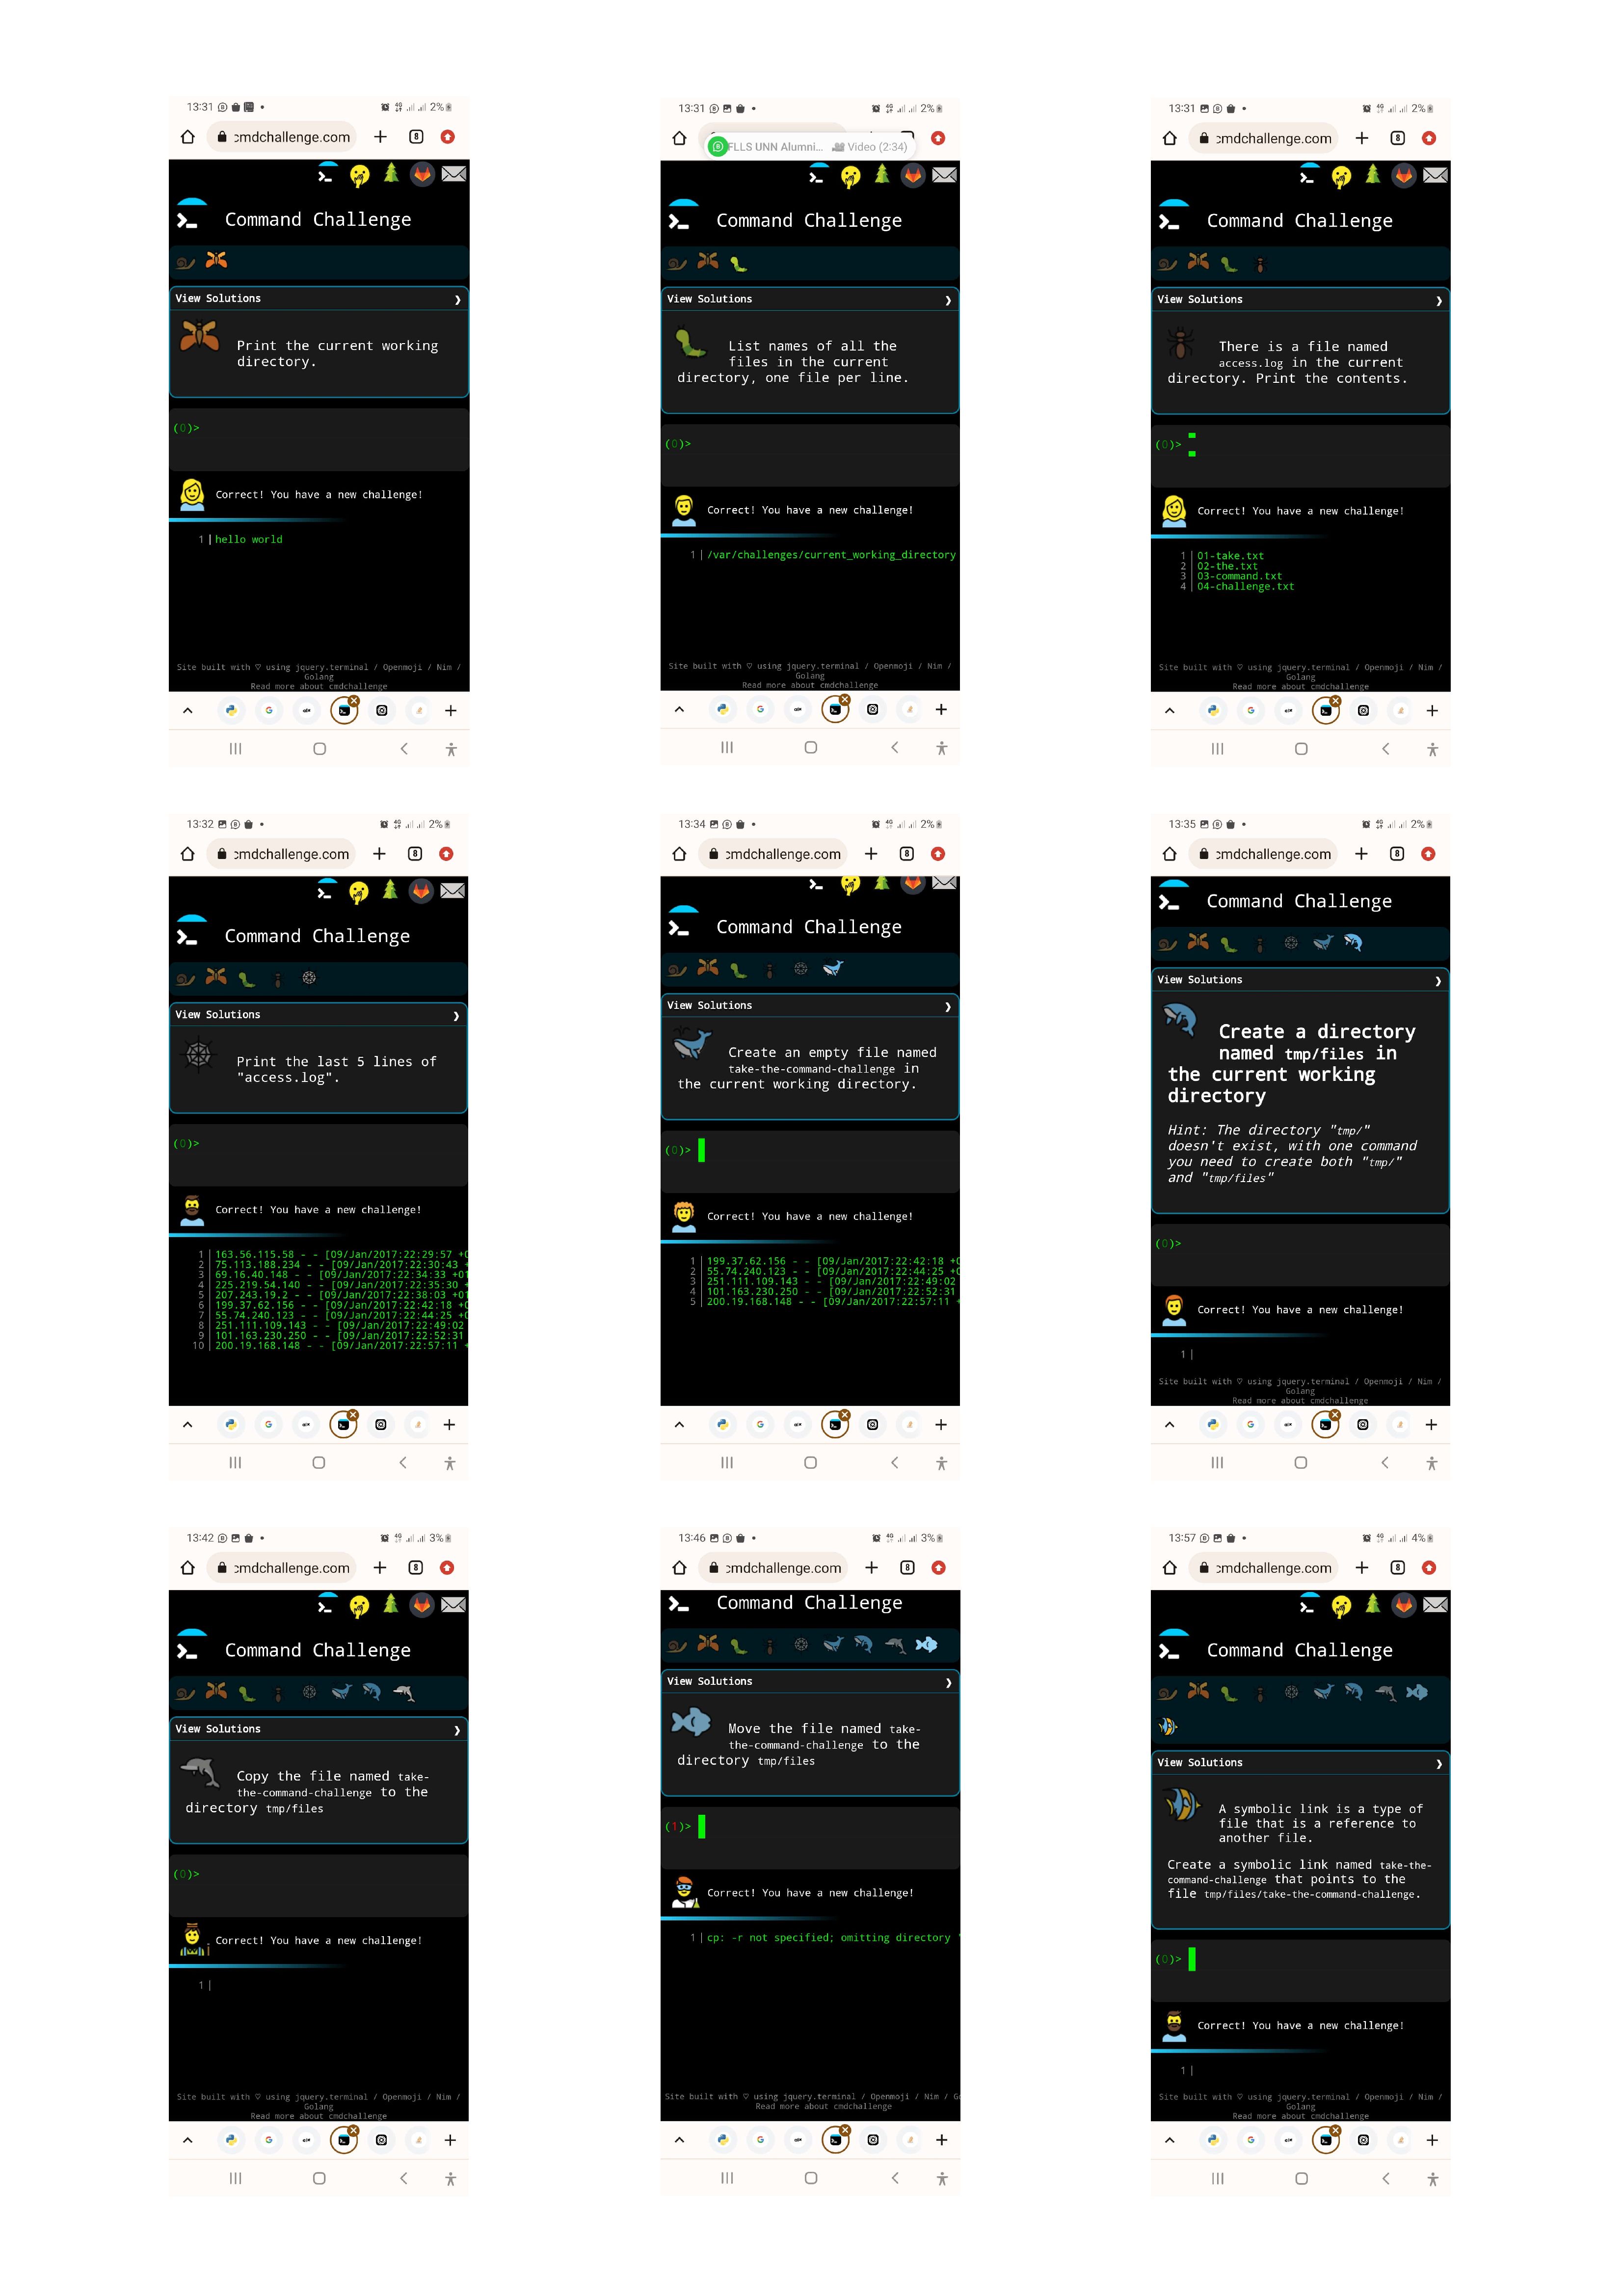 13:31
2%
cmdchallenge.com
8
Command Challenge
View Solutions
Print the current working
directory.
(0)>
Correct! You have a new challenge!
1 hello world
Site built with ♡ using jquery.terminal / Openmoji / Nim /
Golang
Read more about cmdchallenge
13:31
2%
FLLS UNN Alumni... Video (2:34)
Command Challenge
View Solutions
List names of all the
files in the current
directory, one file per line.
(0)>
Correct! You have a new challenge!
1 /var/challenges/current_working_directory
Site built with ♡ using jquery.terminal / Openmoji / Nim /
Golang
Read more about cmdchallenge
13:31
2%
cmdchallenge.com
8
Command Challenge
View Solutions
There is a file named
access.log in the current
directory. Print the contents.
(0)>
Correct! You have a new challenge!
1 01-take.txt
2 02-the.txt
3 03-command.txt
4 04-challenge.txt
Site built with ♡ using jquery.terminal / Openmoji / Nim /
Golang
Read more about cmdchallenge
13:32
2%
cmdchallenge.com
8
Command Challenge
View Solutions
Print the last 5 lines of
"access.log".
(0)>
Correct! You have a new challenge!
1 163.56.115.58 - - [09/Jan/2017:22:29:57 +0
2 75.113.188.234 - - [09/Jan/2017:22:30:43 +
3 69.16.40.148 - - [09/Jan/2017:22:34:33 +01
4 225.219.54.140 - - [09/Jan/2017:22:35:30 +
5 207.243.19.2 - - [09/Jan/2017:22:38:03 +01
6 199.37.62.156 - - [09/Jan/2017:22:42:18 +0
7 55.74.240.123 - - [09/Jan/2017:22:44:25 +0
8 251.111.109.143 - - [09/Jan/2017:22:49:02
9 101.163.230.250 - - [09/Jan/2017:22:52:31
10 200.19.168.148 - - [09/Jan/2017:22:57:11 +
13:34
2%
cmdchallenge.com
8
Command Challenge
View Solutions
Create an empty file named
take-the-command-challenge in
the current working directory.
(0)>
Correct! You have a new challenge!
1 199.37.62.156 - - [09/Jan/2017:22:42:18 +0
2 55.74.240.123 - - [09/Jan/2017:22:44:25 +0
3 251.111.109.143 - - [09/Jan/2017:22:49:02
4 101.163.230.250 - - [09/Jan/2017:22:52:31
5 200.19.168.148 - - [09/Jan/2017:22:57:11 +
13:35
2%
cmdchallenge.com
8
Command Challenge
View Solutions
Create a directory
named tmp/files in
the current working
directory
Hint: The directory "tmp/"
doesn't exist, with one command
you need to create both "tmp/"
and "tmp/files"
(0)>
Correct! You have a new challenge!
1
Site built with ♡ using jquery.terminal / Openmoji / Nim /
Golang
Read more about cmdchallenge
13:42
3%
cmdchallenge.com
8
Command Challenge
View Solutions
Copy the file named take-
the-command-challenge to the
directory tmp/files
(0)>
Correct! You have a new challenge!
1
Site built with ♡ using jquery.terminal / Openmoji / Nim /
Golang
Read more about cmdchallenge
13:46
3%
cmdchallenge.com
8
Command Challenge
View Solutions
Move the file named take-
the-command-challenge to the
directory tmp/files
(1)>
Correct! You have a new challenge!
1 cp: -r not specified; omitting directory '
Site built with ♡ using jquery.terminal / Openmoji / Nim / Go
Read more about cmdchallenge
13:57
4%
cmdchallenge.com
8
Command Challenge
View Solutions
A symbolic link is a type of
file that is a reference to
another file.
Create a symbolic link named take-the-
command-challenge that points to the
file tmp/files/take-the-command-challenge.
(0)>
Correct! You have a new challenge!
1
Site built with ♡ using jquery.terminal / Openmoji / Nim /
Golang
Read more about cmdchallenge